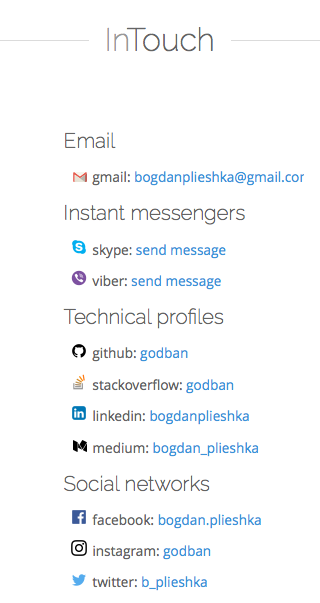 InTouch
Email
gmail: bogdanplieshka@gmail.com
Instant messengers
skype: send message
viber: send message
Technical profiles
github: godban
stackoverflow: godban
linkedin: bogdanplieshka
medium: bogdan_plieshka
Social networks
facebook: bogdan.plieshka
instagram: godban
twitter: b_plieshka